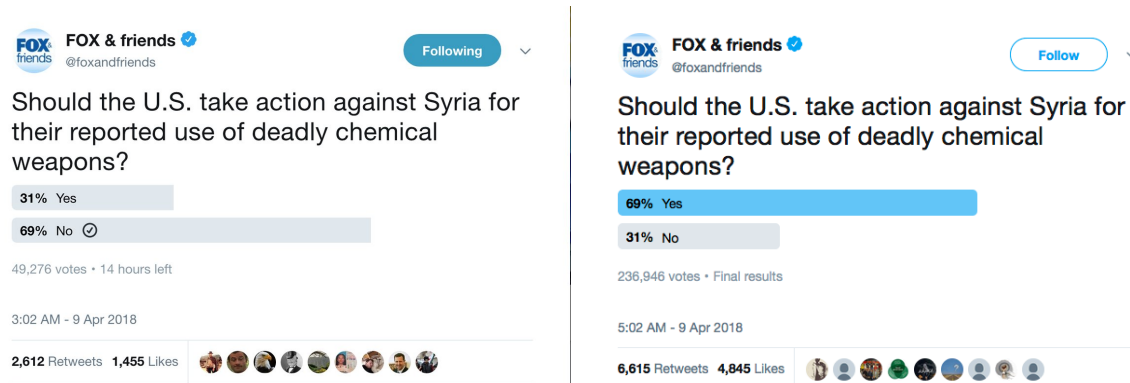 FOX & friends
@foxandfriends
Following
Should the U.S. take action against Syria for
their reported use of deadly chemical
weapons?
31% Yes
69% No
49,276 votes • 14 hours left
3:02 AM - 9 Apr 2018
2,612 Retweets 1,455 Likes
FOX& friends
FOX & friends
@foxandfriends
Follow
Should the U.S. take action against Syria for
their reported use of deadly chemical
weapons?
69% Yes
31% No
236,946 votes • Final results
5:02 AM - 9 Apr 2018
6,615 Retweets 4,845 Likes
FOX& friends